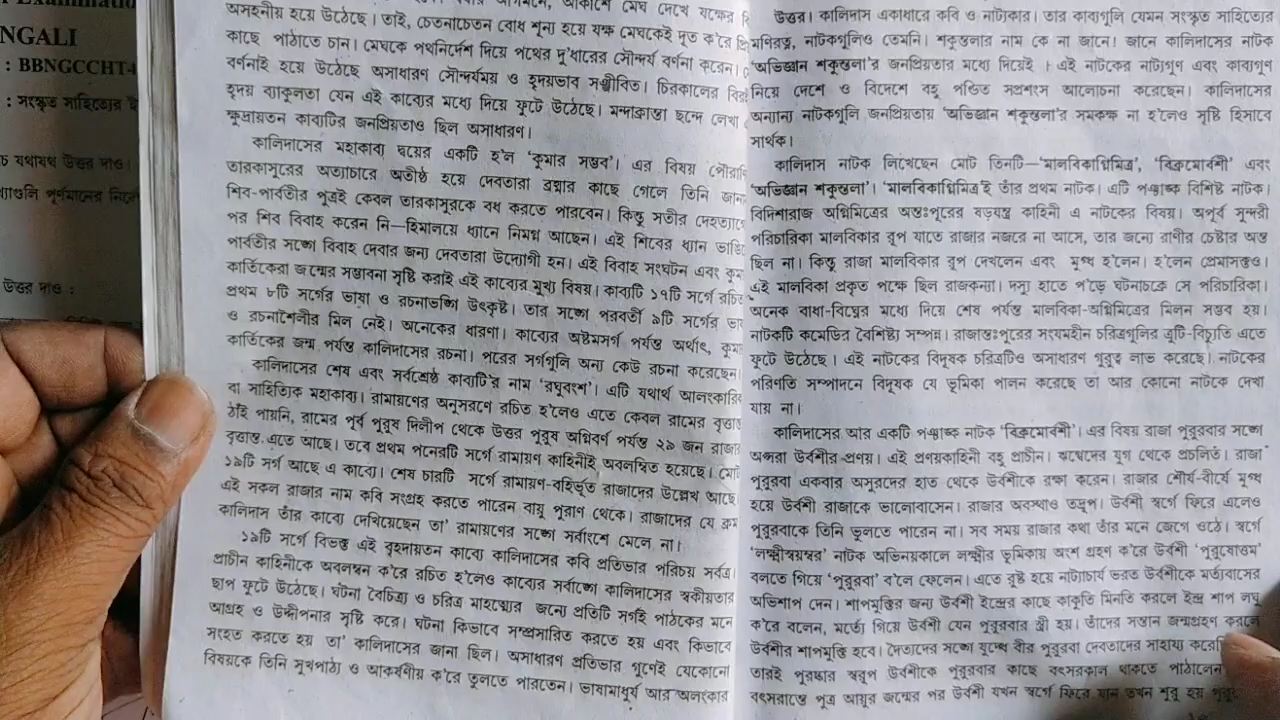 Examinatio
NGALI
: BBNGCCHT-4
: সংস্কৃত সাহিত্যের ই
যথাযথ উত্তর দাও।
গুলি পূর্ণমানের নির্দে
উত্তর দাও :
আকাশে মেঘ দেখে যক্ষের
অসহনীয় হয়ে উঠেছে। তাই, চেতনাচেতন বোধ শূন্য হয়ে যক্ষ মেঘকেই দূত ক'রে প্রি
কাছে পাঠাতে চান। মেঘকে পথনির্দেশ দিয়ে পথের দু'ধারের সৌন্দর্য বর্ণনা করেন।
বর্ণনাই হয়ে উঠেছে অসাধারণ সৌন্দর্যময় ও হৃদয়ভাব সঞ্জীবিত। চিরকালের বির
হৃদয় ব্যাকুলতা যেন এই কাব্যের মধ্যে দিয়ে ফুটে উঠেছে। মন্দাক্রান্তা ছন্দে লেখা
ক্ষুদ্রায়তন কাব্যটির জনপ্রিয়তাও ছিল অসাধারণ।
কালিদাসের মহাকাব্য দ্বয়ের একটি হ'ল 'কুমার সম্ভব'। এর বিষয় পৌরাণি
তারকাসুরের অত্যাচারে অতীষ্ঠ হয়ে দেবতারা ব্রহ্মার কাছে গেলে তিনি জানা
শিব-পার্বতীর পুত্রই কেবল তারকাসুরকে বধ করতে পারবেন। কিন্তু সতীর দেহত্যাগে
পর শিব বিবাহ করেন নি—হিমালয়ে ধ্যানে নিমগ্ন আছেন। এই শিবের ধ্যান ভাঙ্গি
পার্বতীর সঙ্গে বিবাহ দেবার জন্য দেবতারা উদ্যোগী হন। এই বিবাহ সংঘটন এবং কুমা
কার্তিকেরা জন্মের সম্ভাবনা সৃষ্টি করাই এই কাব্যের মুখ্য বিষয়। কাব্যটি ১৭টি সর্গে রচিত
প্রথম ৮টি সর্গের ভাষা ও রচনাভঙ্গি উৎকৃষ্ট। তার সঙ্গে পরবর্তী ৯টি সর্গের ভা
ও রচনাশৈলীর মিল নেই। অনেকের ধারণা। কাব্যের অষ্টমসর্গ পর্যন্ত অর্থাৎ, কুমা
কার্তিকের জন্ম পর্যন্ত কালিদাসের রচনা। পরের সর্গগুলি অন্য কেউ রচনা করেছেন।
কালিদাসের শেষ এবং সর্বশ্রেষ্ঠ কাব্যটি'র নাম 'রঘুবংশ'। এটি যথার্থ আলংকারিক
বা সাহিত্যিক মহাকাব্য। রামায়ণের অনুসরণে রচিত হ'লেও এতে কেবল রামের বৃত্তান্ত
ঠাঁই পায়নি, রামের পূর্ব পুরুষ দিলীপ থেকে উত্তর পুরুষ অগ্নিবর্ণ পর্যন্ত ২৯ জন রাজার
বৃত্তান্ত এতে আছে। তবে প্রথম পনেরটি সর্গে রামায়ণ কাহিনীই অবলম্বিত হয়েছে। মোট
১৯টি সর্গ আছে এ কাব্যে। শেষ চারটি সর্গে রামায়ণ-বহির্ভূত রাজাদের উল্লেখ আছে
এই সকল রাজার নাম কবি সংগ্রহ করতে পারেন বায়ু পুরাণ থেকে। রাজাদের যে ক্রম
কালিদাস তাঁর কাব্যে দেখিয়েছেন তা' রামায়ণের সঙ্গে সর্বাংশে মেলে না।
১৯টি সর্গে বিভক্ত এই বৃহদায়তন কাব্যে কালিদাসের কবি প্রতিভার পরিচয় সর্বত্র।
প্রাচীন কাহিনীকে অবলম্বন ক'রে রচিত হ'লেও কাব্যের সর্বাঙ্গে কালিদাসের স্বকীয়তার
ছাপ ফুটে উঠেছে। ঘটনা বৈচিত্র্য ও চরিত্র মাহাত্ম্যের জন্যে প্রতিটি সর্গই পাঠকের মনে
আগ্রহ ও উদ্দীপনার সৃষ্টি করে। ঘটনা কিভাবে সম্প্রসারিত করতে হয় এবং কিভাবে
সংহত করতে হয় তা' কালিদাসের জানা ছিল। অসাধারণ প্রতিভার গুণেই যেকোনো
বিষয়কে তিনি সুখপাঠ্য ও আকর্ষণীয় ক'রে তুলতে পারতেন। ভাষামাধুর্য আর অলংকার
উত্তর। কালিদাস একাধারে কবি ও নাট্যকার। তার কাব্যগুলি যেমন সংস্কৃত সাহিত্যের
মণিরত্ন, নাটকগুলিও তেমনি। শকুন্তলার নাম কে না জানে। জানে কালিদাসের নাটক
'অভিজ্ঞান শকুন্তলা'র জনপ্রিয়তার মধ্যে দিয়েই । এই নাটকের নাট্যগুণ এবং কাব্যগুণ
নিয়ে দেশে ও বিদেশে বহু পন্ডিত সপ্রশংস আলোচনা করেছেন। কালিদাসের
অন্যান্য নাটকগুলি জনপ্রিয়তায় 'অভিজ্ঞান শকুন্তলা'র সমকক্ষ না হ'লেও সৃষ্টি হিসাবে
সার্থক।
কালিদাস নাটক লিখেছেন মোট তিনটি—'মালবিকাগ্নিমিত্র', 'বিক্রমোর্বশী' এবং
'অভিজ্ঞান শকুন্তলা'। 'মালবিকাগ্নিমিত্র'ই তাঁর প্রথম নাটক। এটি পঞ্চাঙ্ক বিশিষ্ট নাটক।
বিদিশারাজ অগ্নিমিত্রের অন্তঃপুরের ষড়যন্ত্র কাহিনী এ নাটকের বিষয়। অপূর্ব সুন্দরী
পরিচারিকা মালবিকার রূপ যাতে রাজার নজরে না আসে, তার জন্যে রাণীর চেষ্টার অন্ত
ছিল না। কিন্তু রাজা মালবিকার রূপ দেখলেন এবং মুগ্ধ হ'লেন। হ'লেন প্রেমাসক্তও।
এই মালবিকা প্রকৃত পক্ষে ছিল রাজকন্যা। দস্যু হাতে প'ড়ে ঘটনাচক্রে সে পরিচারিকা।
অনেক বাধা-বিঘ্নের মধ্যে দিয়ে শেষ পর্যন্ত মালবিকা-অগ্নিমিত্রের মিলন সম্ভব হয়।
নাটকটি কমেডির বৈশিষ্ট্য সম্পন্ন। রাজান্তঃপুরের সংযমহীন চরিত্রগুলির ত্রুটি-বিচ্যুতি এতে
ফুটে উঠেছে। এই নাটকের বিদূষক চরিত্রটিও অসাধারণ গুরুত্ব লাভ করেছে। নাটকের
পরিণতি সম্পাদনে বিদূষক যে ভূমিকা পালন করেছে তা আর কোনো নাটকে দেখা
যায় না।
কালিদাসের আর একটি পঞ্চাঙ্ক নাটক 'বিক্রমোর্বশী'। এর বিষয় রাজা পুরুরবার সঙ্গে
অপ্সরা উর্বশীর প্রণয়। এই প্রণয়কাহিনী বহু প্রাচীন। ঋগ্বেদের যুগ থেকে প্রচলিত। রাজা
পুরুরবা একবার অসুরদের হাত থেকে উর্বশীকে রক্ষা করেন। রাজার শৌর্য-বীর্যে মুগ্ধ
হয়ে উর্বশী রাজাকে ভালোবাসেন। রাজার অবস্থাও তদ্রূপ। উর্বশী স্বর্গে ফিরে এলেও
পুরুরবাকে তিনি ভুলতে পারেন না। সব সময় রাজার কথা তাঁর মনে জেগে ওঠে। স্বর্গে
'লক্ষ্মীস্বয়ম্বর' নাটক অভিনয়কালে লক্ষ্মীর ভূমিকায় অংশ গ্রহণ ক'রে উর্বশী 'পুরুষোত্তম'
বলতে গিয়ে 'পুরুরবা' ব'লে ফেলেন। এতে রুষ্ট হয়ে নাট্যাচার্য ভরত উর্বশীকে মর্ত্যবাসের
অভিশাপ দেন। শাপমুক্তির জন্য উর্বশী ইন্দ্রের কাছে কাকুতি মিনতি করলে ইন্দ্র শাপ লঘু
ক'রে বলেন, মর্ত্যে গিয়ে উর্বশী যেন পুরুরবার স্ত্রী হয়। তাঁদের সন্তান জন্মগ্রহণ করলে
উর্বশীর শাপমুক্তি হবে। দৈত্যদের সঙ্গে যুদ্ধে বীর পুরুরবা দেবতাদের সাহায্য করে
তারই পুরষ্কার স্বরূপ উর্বশীকে পুরুরবার কাছে বৎসরকাল থাকতে পাঠালেন
বৎসরান্তে পুত্র আয়ুর জন্মের পর উর্বশী যখন স্বর্গে ফিরে যান তখন শুরু হয় পুরু